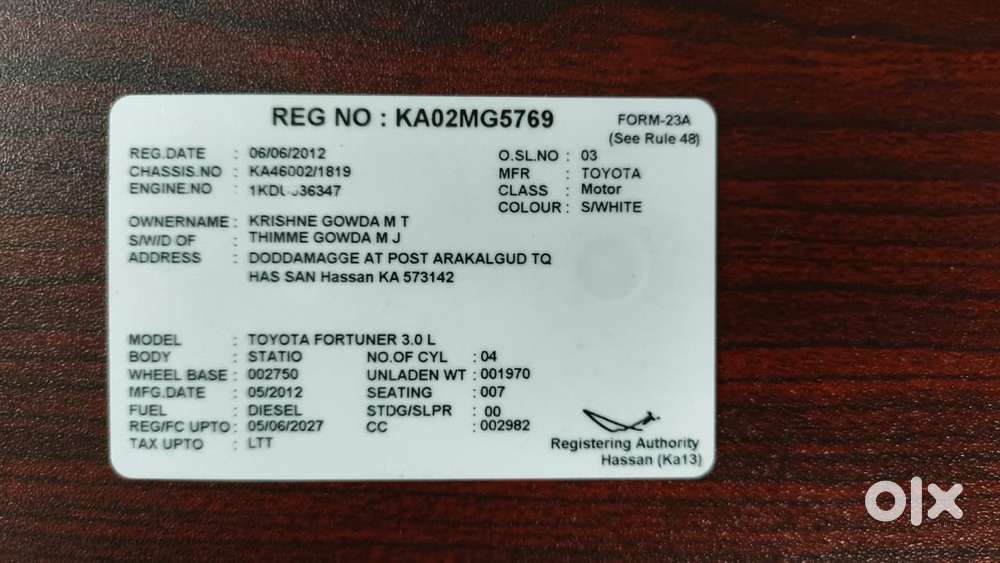 REG NO : KA02MG5769
FORM-23A
(See Rule 48)
REG.DATE : 06/06/2012
O.SL.NO : 03
CHASSIS.NO : KA46002/1819
MFR : TOYOTA
ENGINE.NO :
CLASS : Motor
COLOUR : S/WHITE
OWNERNAME : KRISHNE GOWDA M T
S/W/D OF : THIMME GOWDA M J
ADDRESS : DODDAMAGGE AT POST ARAKALGUD TQ
HAS SAN Hassan KA 573142
MODEL : TOYOTA FORTUNER 3.0 L
BODY : STATIO NO.OF CYL : 04
WHEEL BASE : 002750 UNLADEN WT : 001970
MFG.DATE : 05/2012 SEATING : 007
FUEL : DIESEL STDG/SLPR : 00
REG/FC UPTO : 05/06/2027 CC : 002982
TAX UPTO : LTT
Registering Authority
Hassan (Ka13)
olx